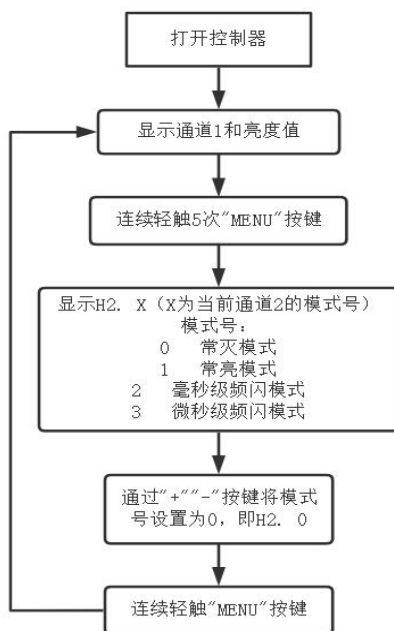 打开控制器
显示通道1和亮度值
连续轻触5次"MENU"按键
显示H2. X（X为当前通道2的模式号）
模式号：
0 常灭模式
1 常亮模式
2 毫秒级频闪模式
3 微秒级频闪模式
通过"+""-"按键将模式
号设置为0，即H2. 0
连续轻触"MENU"按键